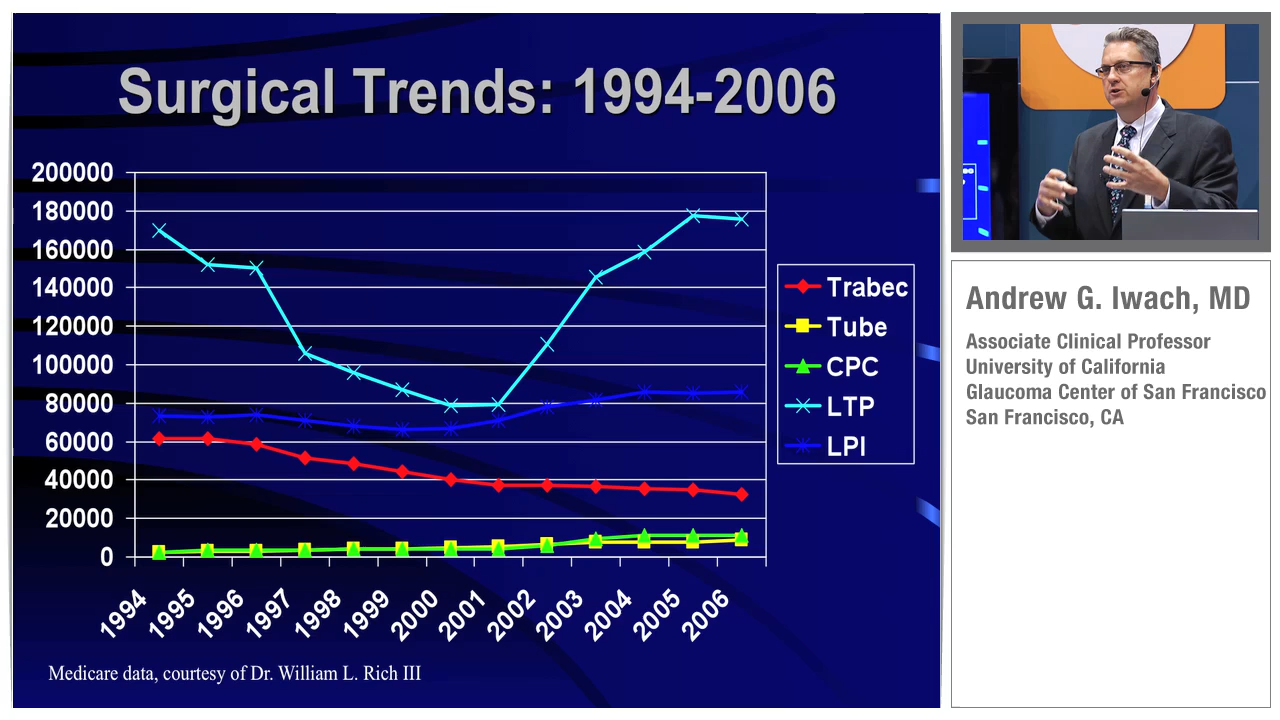 Surgical Trends: 1994-2006
200000
180000
160000
140000
120000
100000
80000
60000
40000
20000
0
1994
1995
1996
1997
1998
1999
2000
2001
2002
2003
2004
2005
2006
Trabec
Tube
CPC
LTP
LPI
Medicare data, courtesy of Dr. William L. Rich III
Andrew G. Iwach, MD
Associate Clinical Professor
University of California
Glaucoma Center of San Francisco
San Francisco, CA